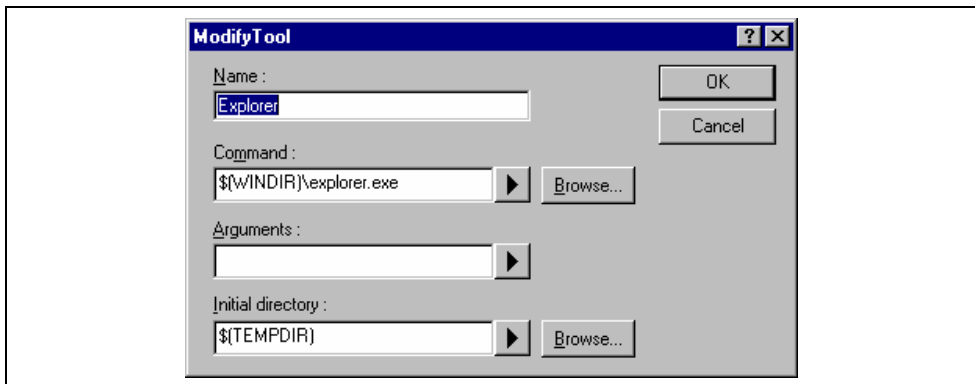 ModifyTool
Name :
OK
Explorer
Cancel
Command :
$(WINDIR)\explorer.exe
Browse...
Arguments :
Initial directory :
$(TEMPDIR)
Browse...